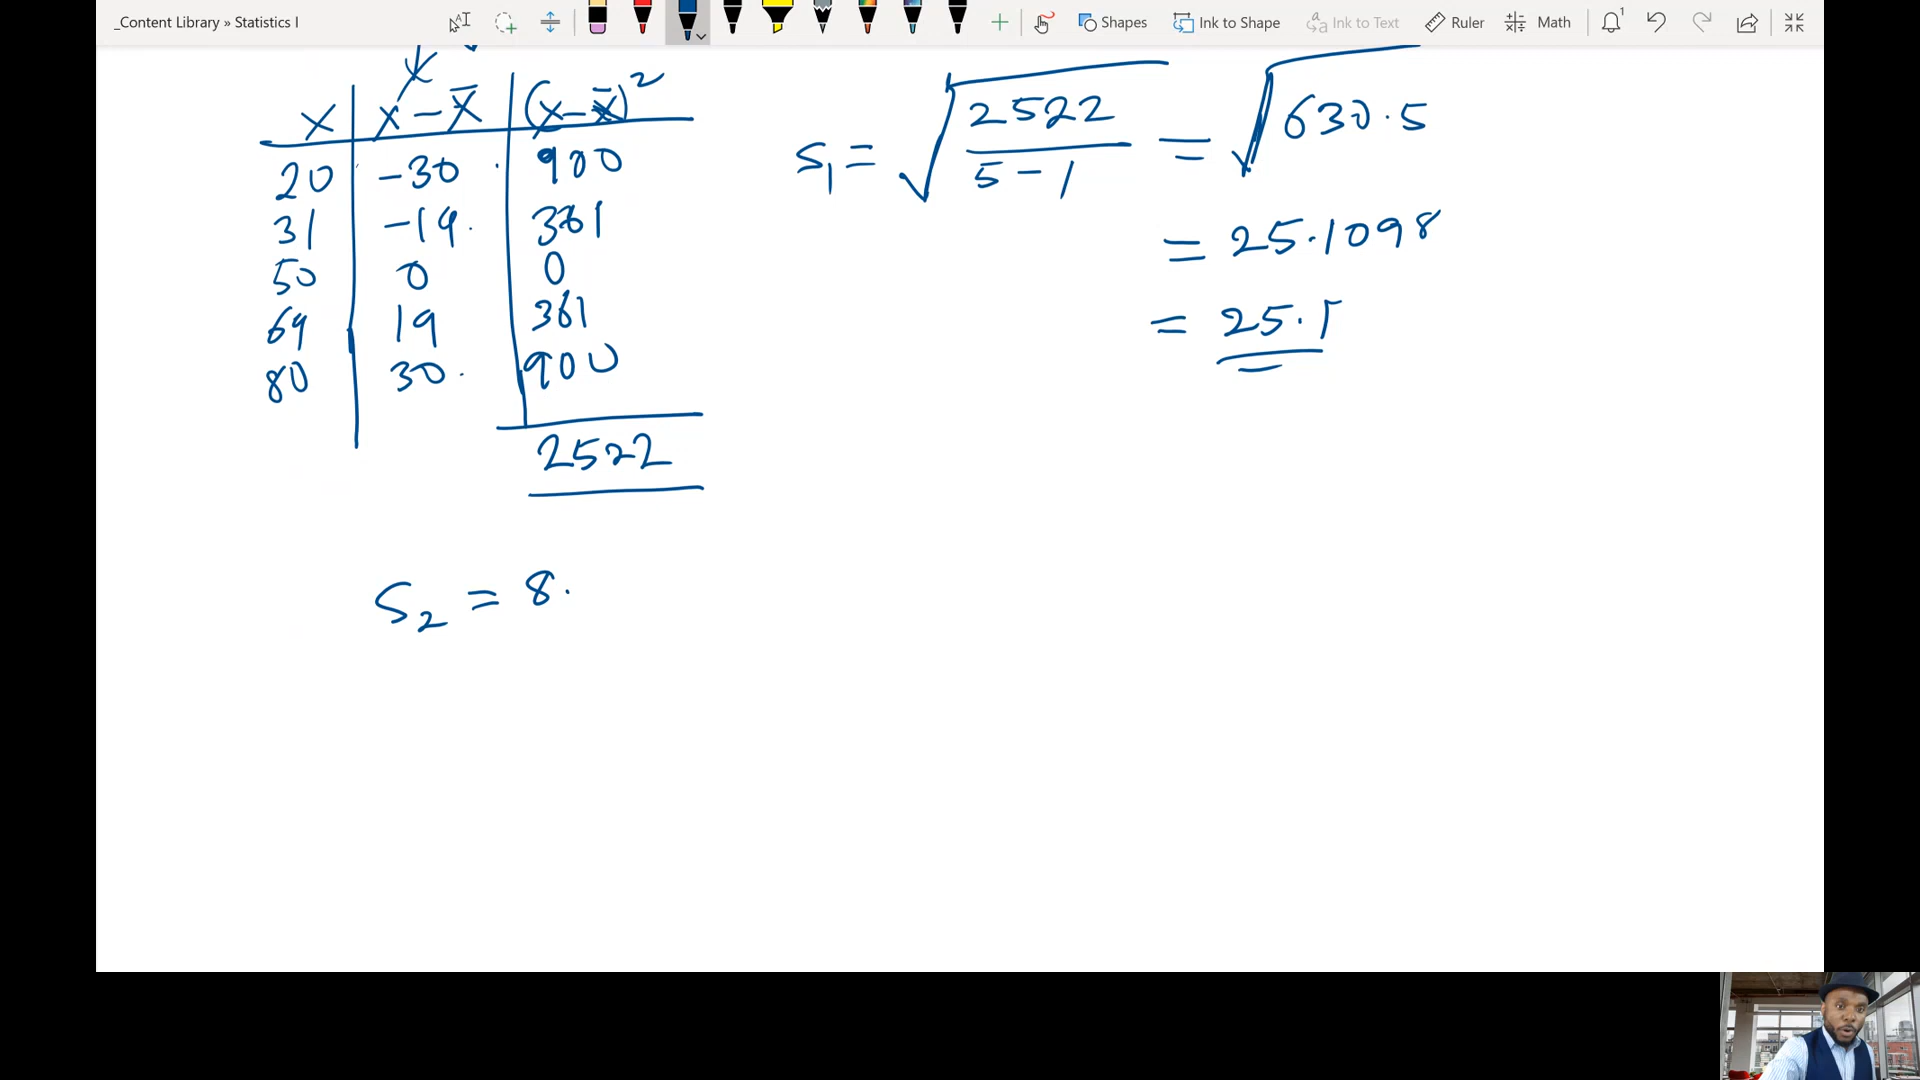 _Content Library » Statistics I
Shapes Ink to Shape Ink to Text Ruler Math 1
x | x - x̄ | (x - x̄)²
20 | -30 | 900
31 | -19 | 361
50 | 0 | 0
69 | 19 | 361
80 | 30 | 900
2522
S₁ = √(2522 / 5 - 1) = √630.5
= 25.1098
= 25.1
S₂ = 8.